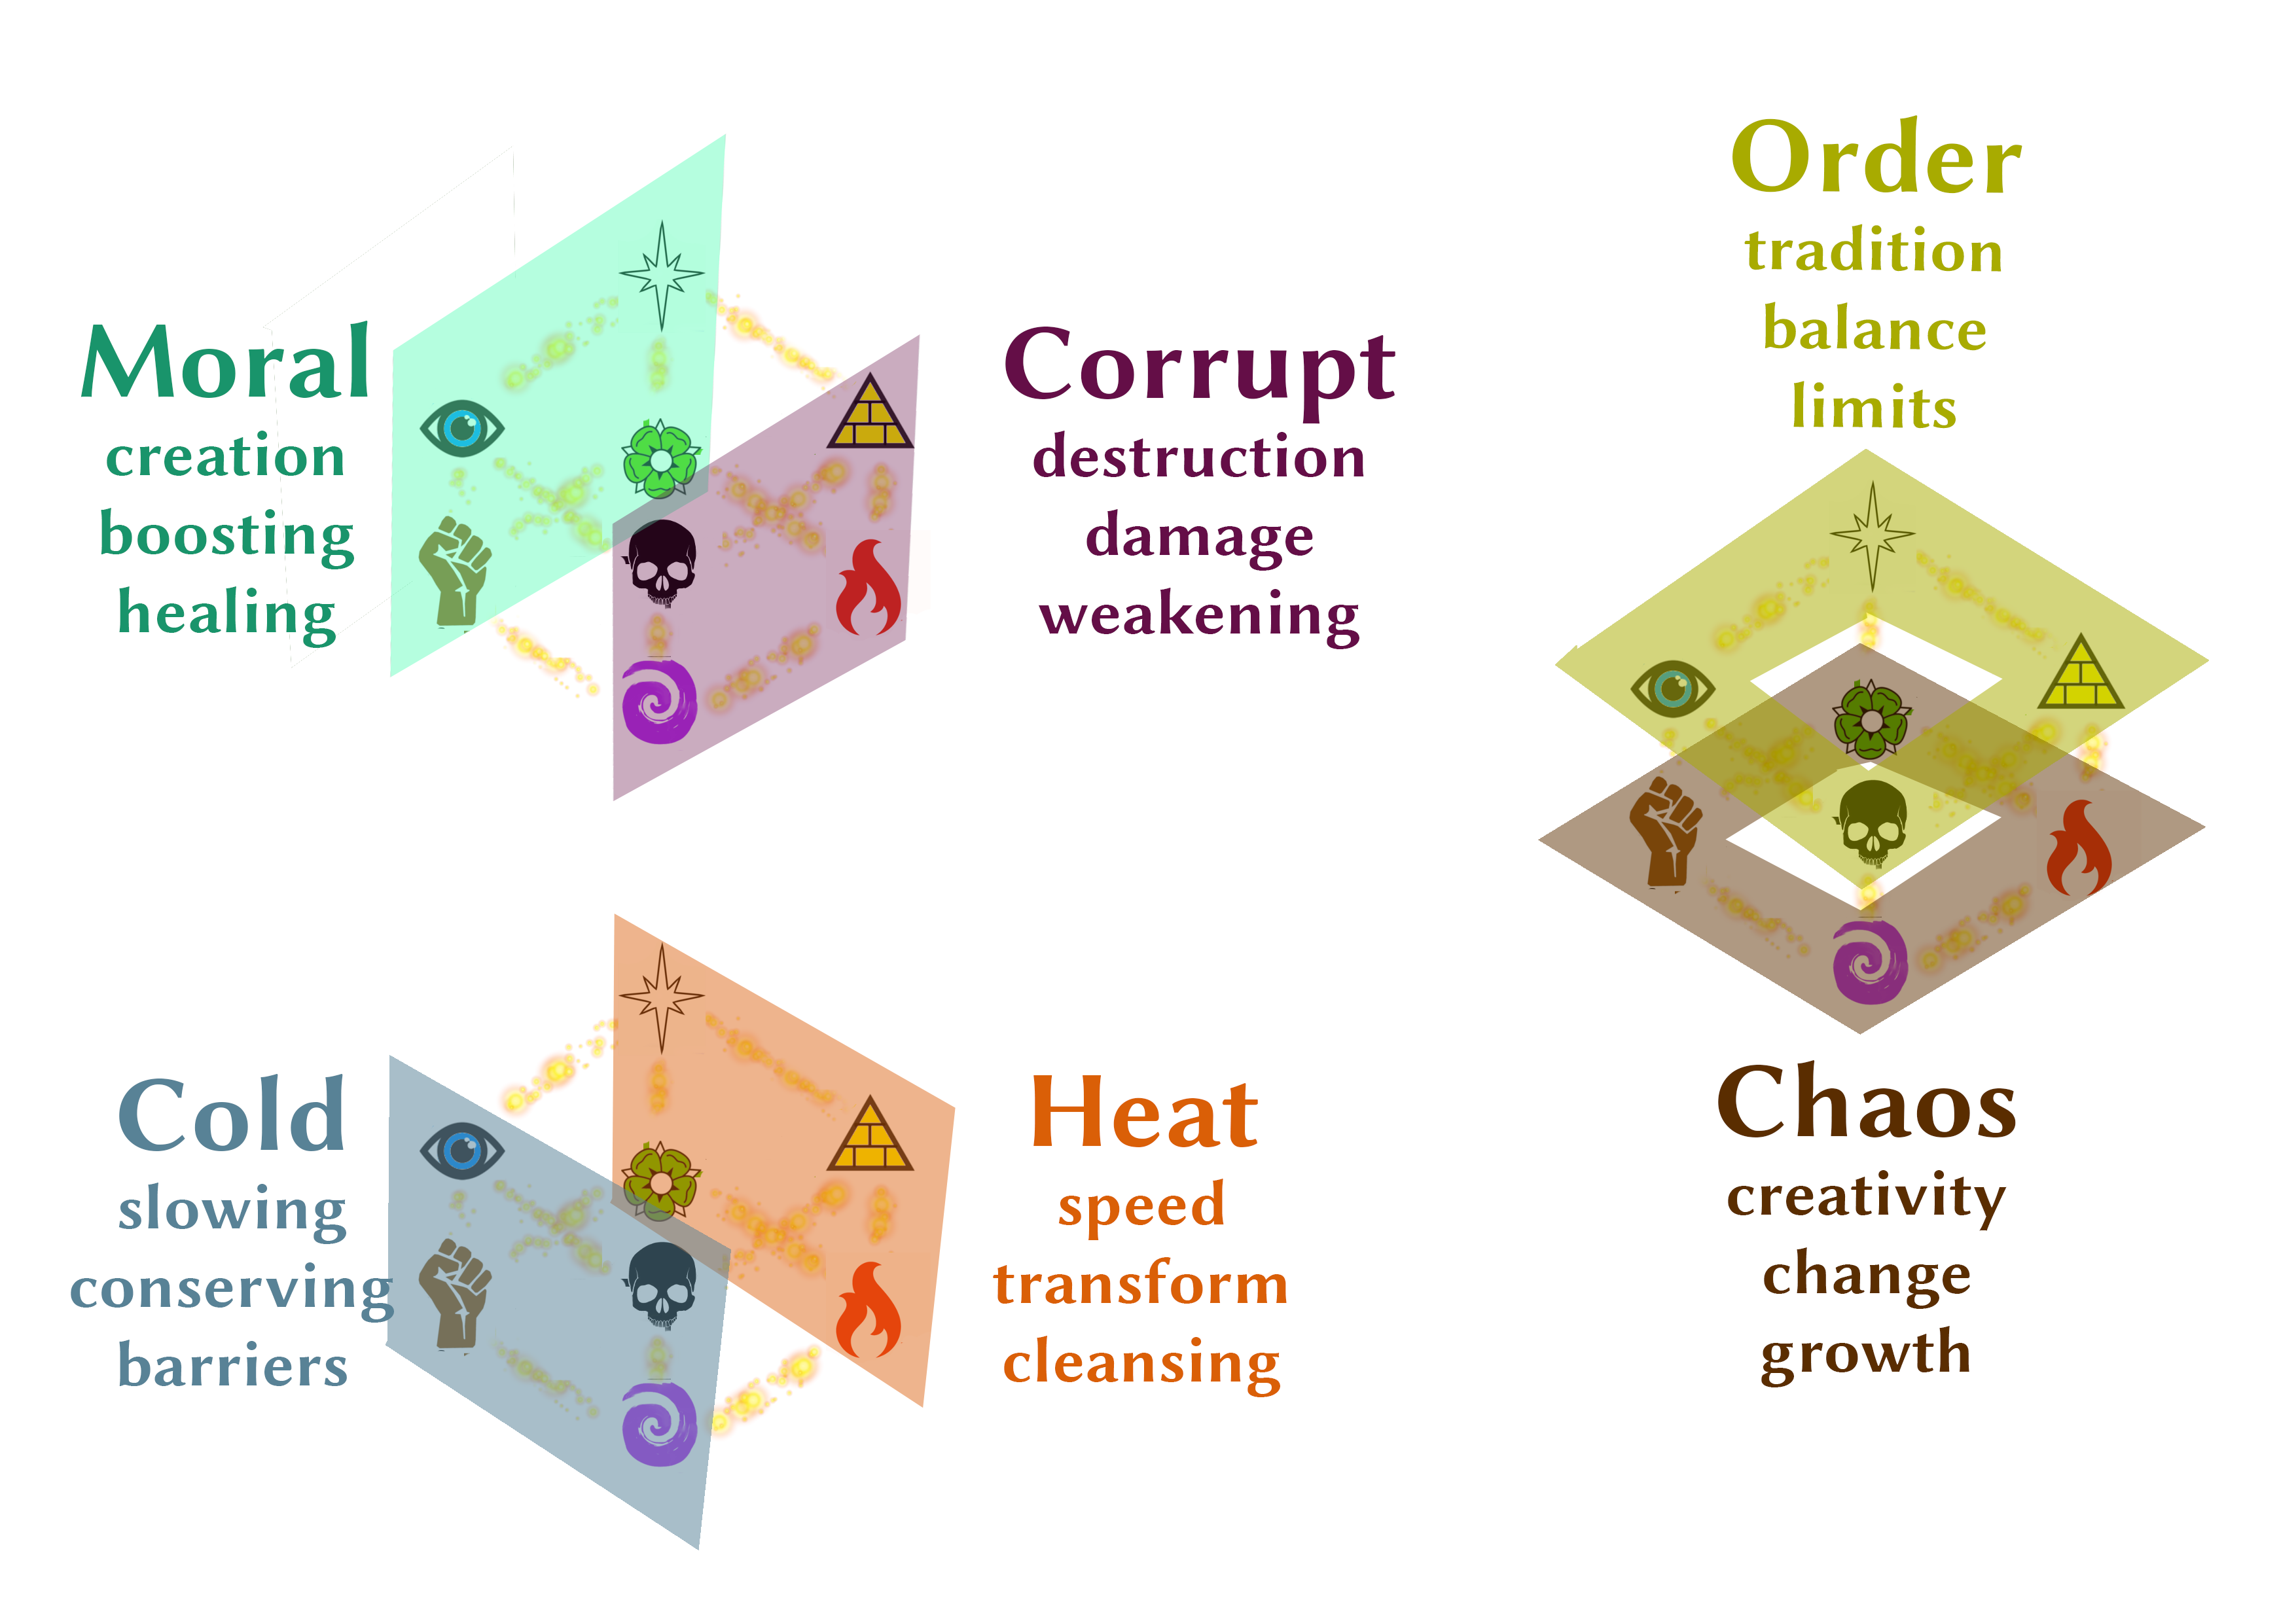 Moral
creation
boosting
healing
Corrupt
destruction
damage
weakening
Order
tradition
balance
limits
Cold
slowing
conserving
barriers
Heat
speed
transform
cleansing
Chaos
creativity
change
growth